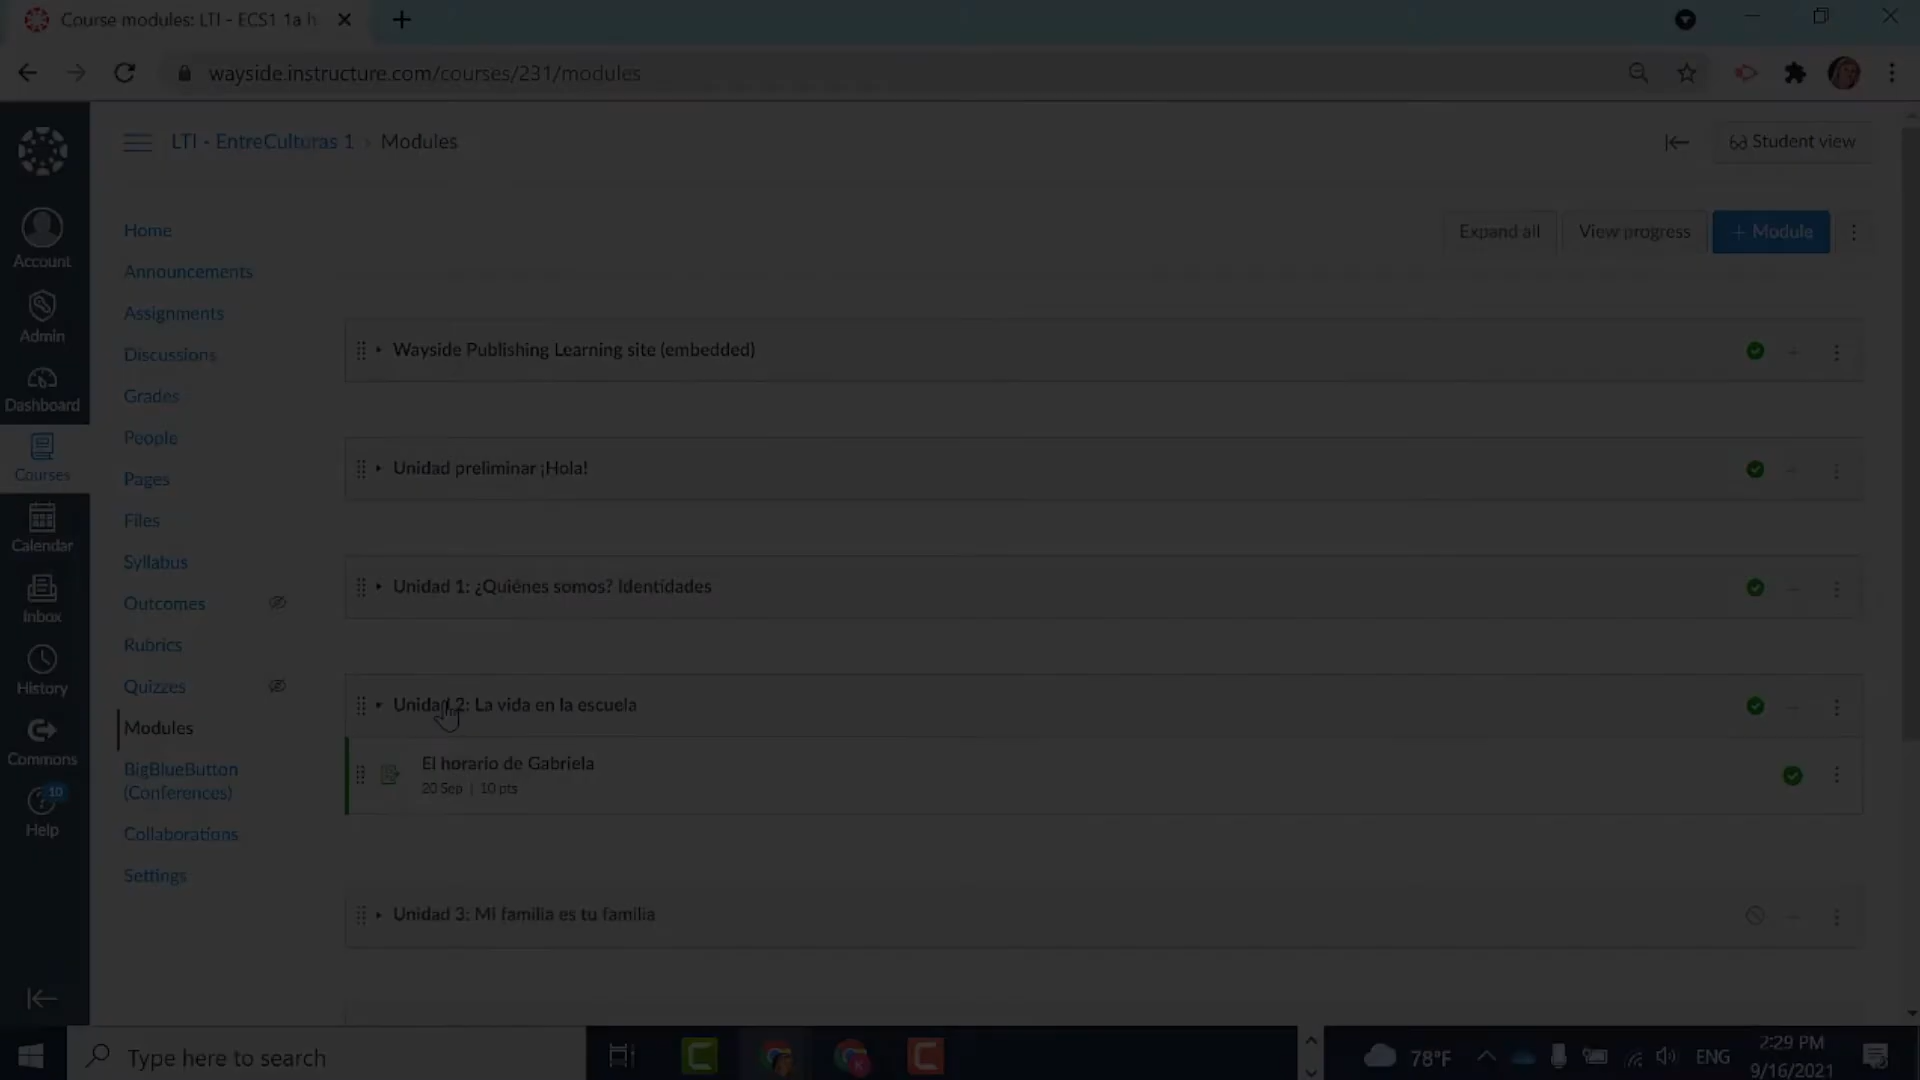 Course modules: LTI - ECS1 1a h
wayside.instructure.com/courses/231/modules
LTI - EntreCulturas 1 › Modules
Student view
Account
Admin
Dashboard
Courses
Calendar
Inbox
History
Commons
10
Help
Home
Announcements
Assignments
Discussions
Grades
People
Pages
Files
Syllabus
Outcomes
Rubrics
Quizzes
Modules
BigBlueButton
(Conferences)
Collaborations
Settings
Expand all
View progress
+ Module
Wayside Publishing Learning site (embedded)
Unidad preliminar ¡Hola!
Unidad 1: ¿Quiénes somos? Identidades
Unidad 2: La vida en la escuela
El horario de Gabriela
20 Sep | 10 pts
Unidad 3: Mi familia es tu familia
Type here to search
78°F
ENG
2:29 PM
9/16/2021